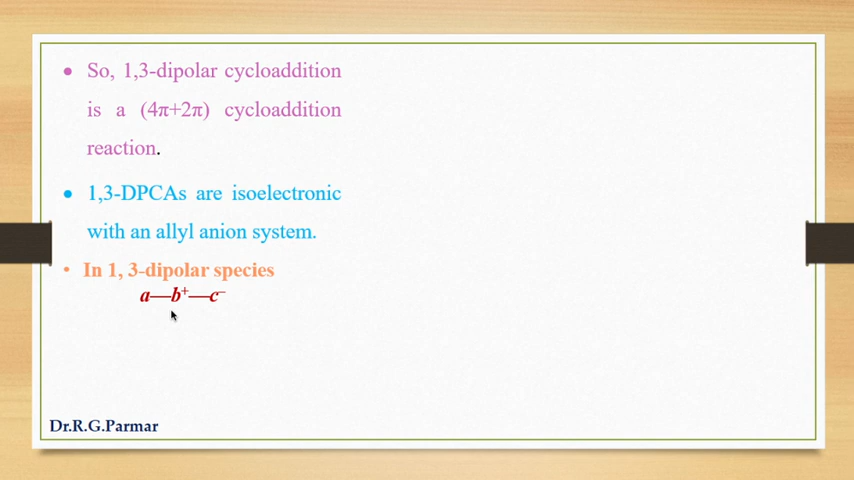 • So, 1,3-dipolar cycloaddition
is a (4π+2π) cycloaddition
reaction.
• 1,3-DPCAs are isoelectronic
with an allyl anion system.
• In 1, 3-dipolar species
a—b⁺—c⁻
Dr.R.G.Parmar